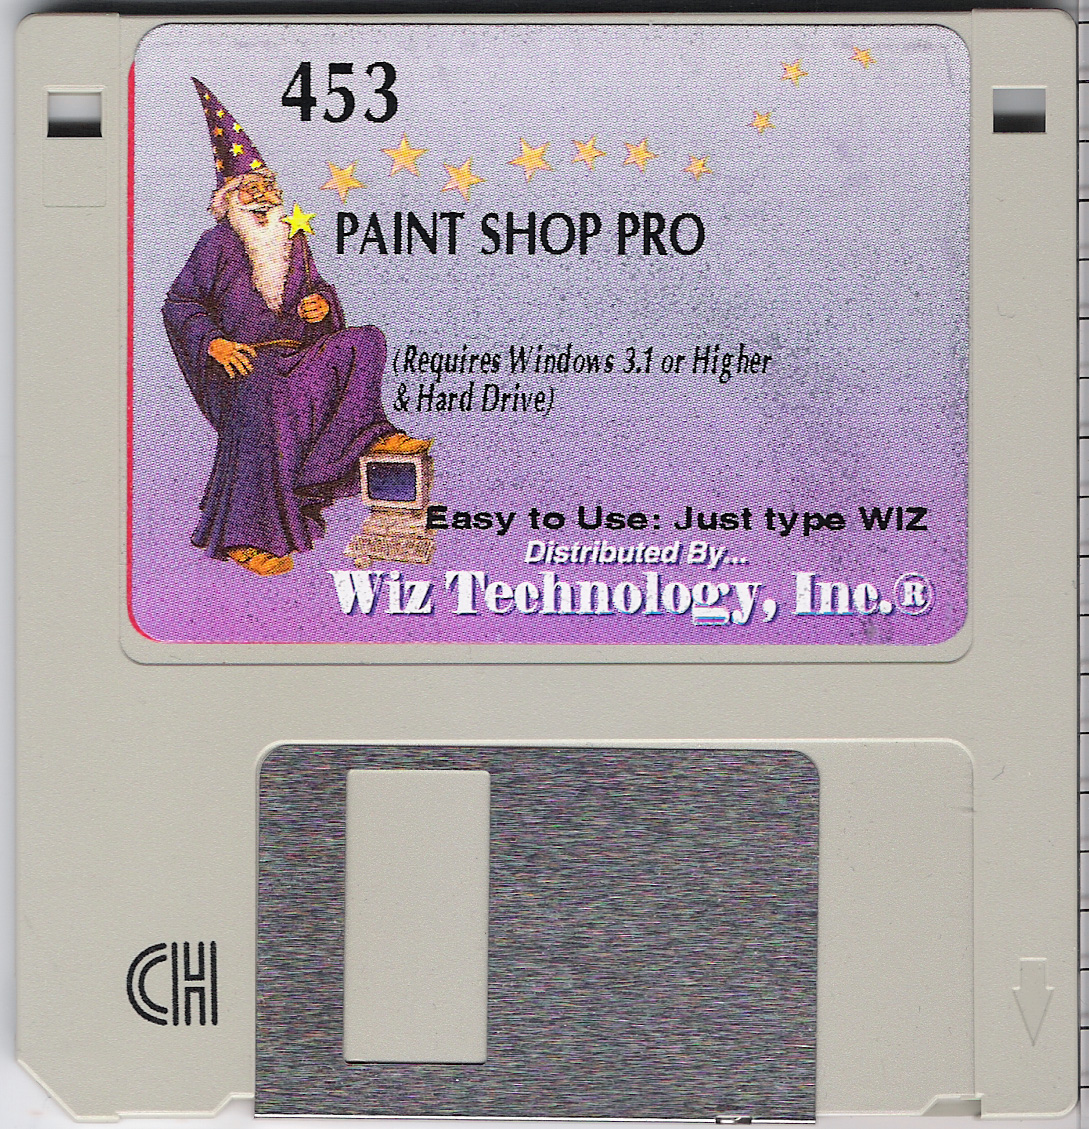 453
PAINT SHOP PRO
(Requires Windows 3.1 or Higher
& Hard Drive)
Easy to Use: Just type WIZ
Distributed By...
Wiz Technology, Inc.®
CH